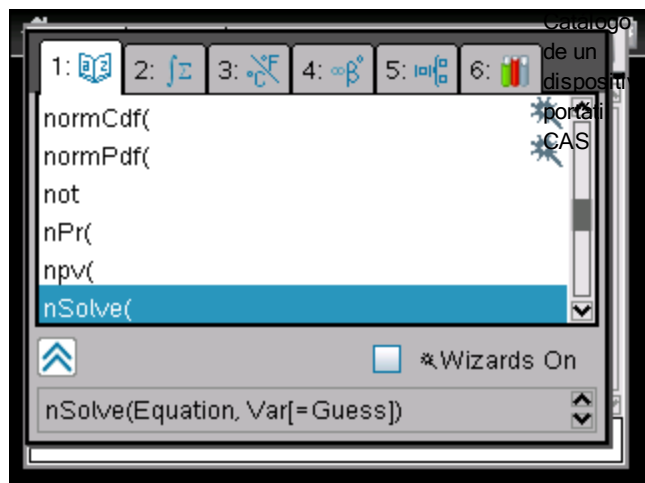 Catálogo
de un
dispositiv
portátil
CAS
1: 2: ∫Σ 3: °C°F 4: ∞β° 5: 6:
normCdf(
normPdf(
not
nPr(
npv(
nSolve(
Wizards On
nSolve(Equation, Var[=Guess])